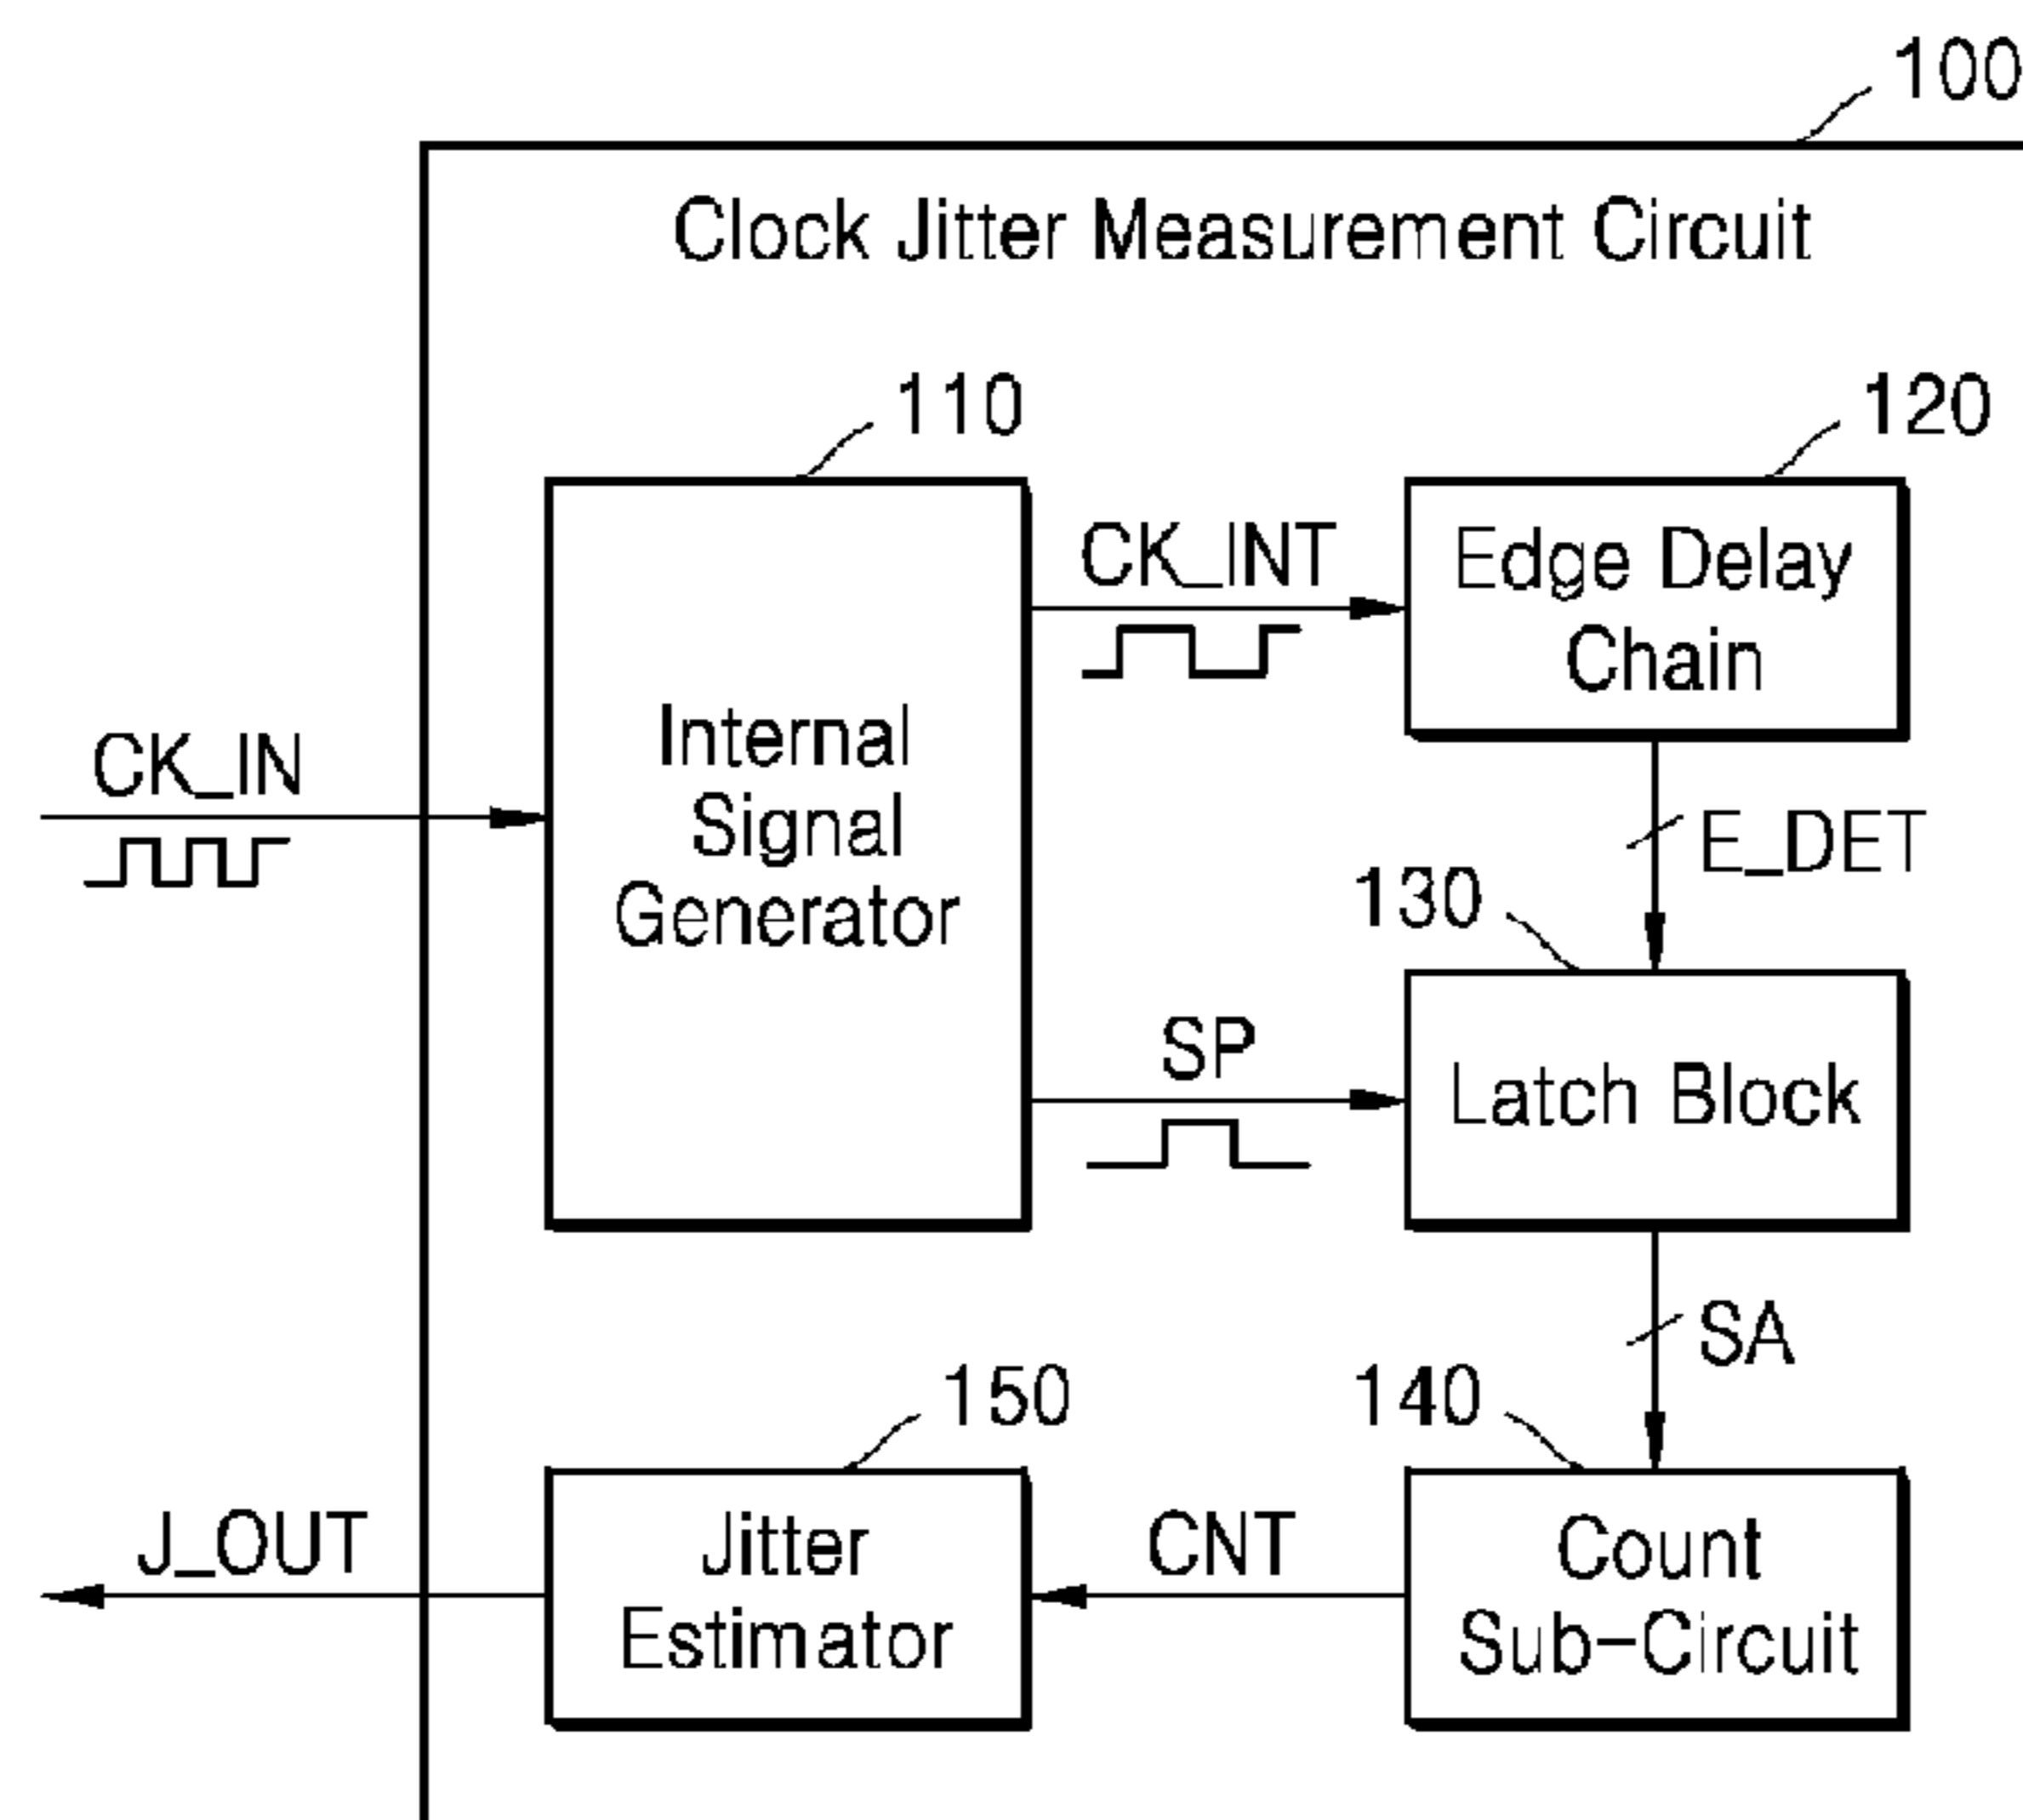 100
Clock Jitter Measurement Circuit
110
120
CK_INT
Edge Delay
Chain
CK_IN
Internal
Signal
Generator
E_DET
130
SP
Latch Block
SA
150
140
J_OUT
Jitter
Estimator
CNT
Count
Sub-Circuit